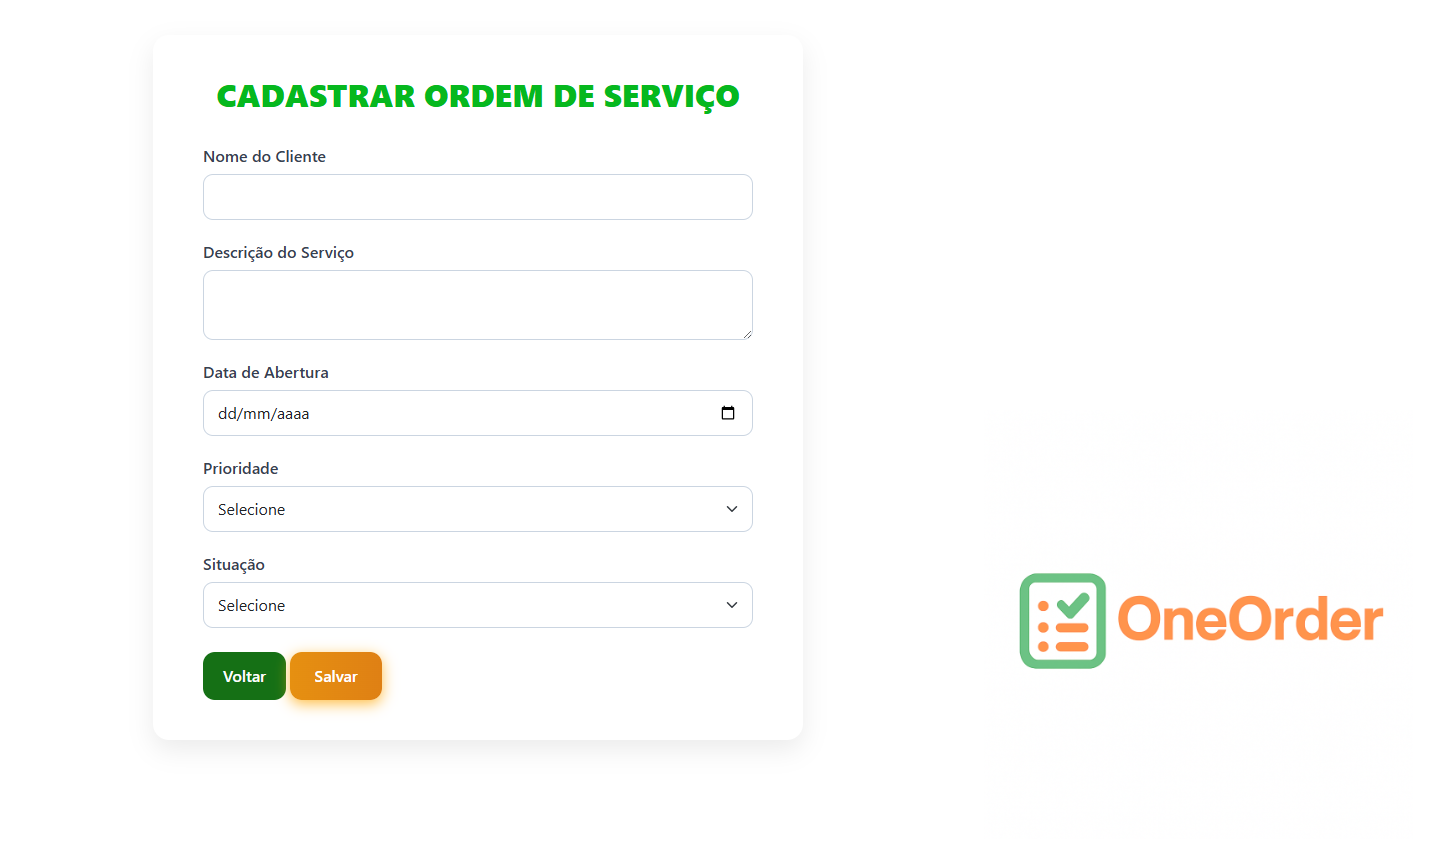 CADASTRAR ORDEM DE SERVIÇO
Nome do Cliente
Descrição do Serviço
Data de Abertura
dd/mm/aaaa
Prioridade
Selecione
Situação
Selecione
Voltar Salvar
OneOrder